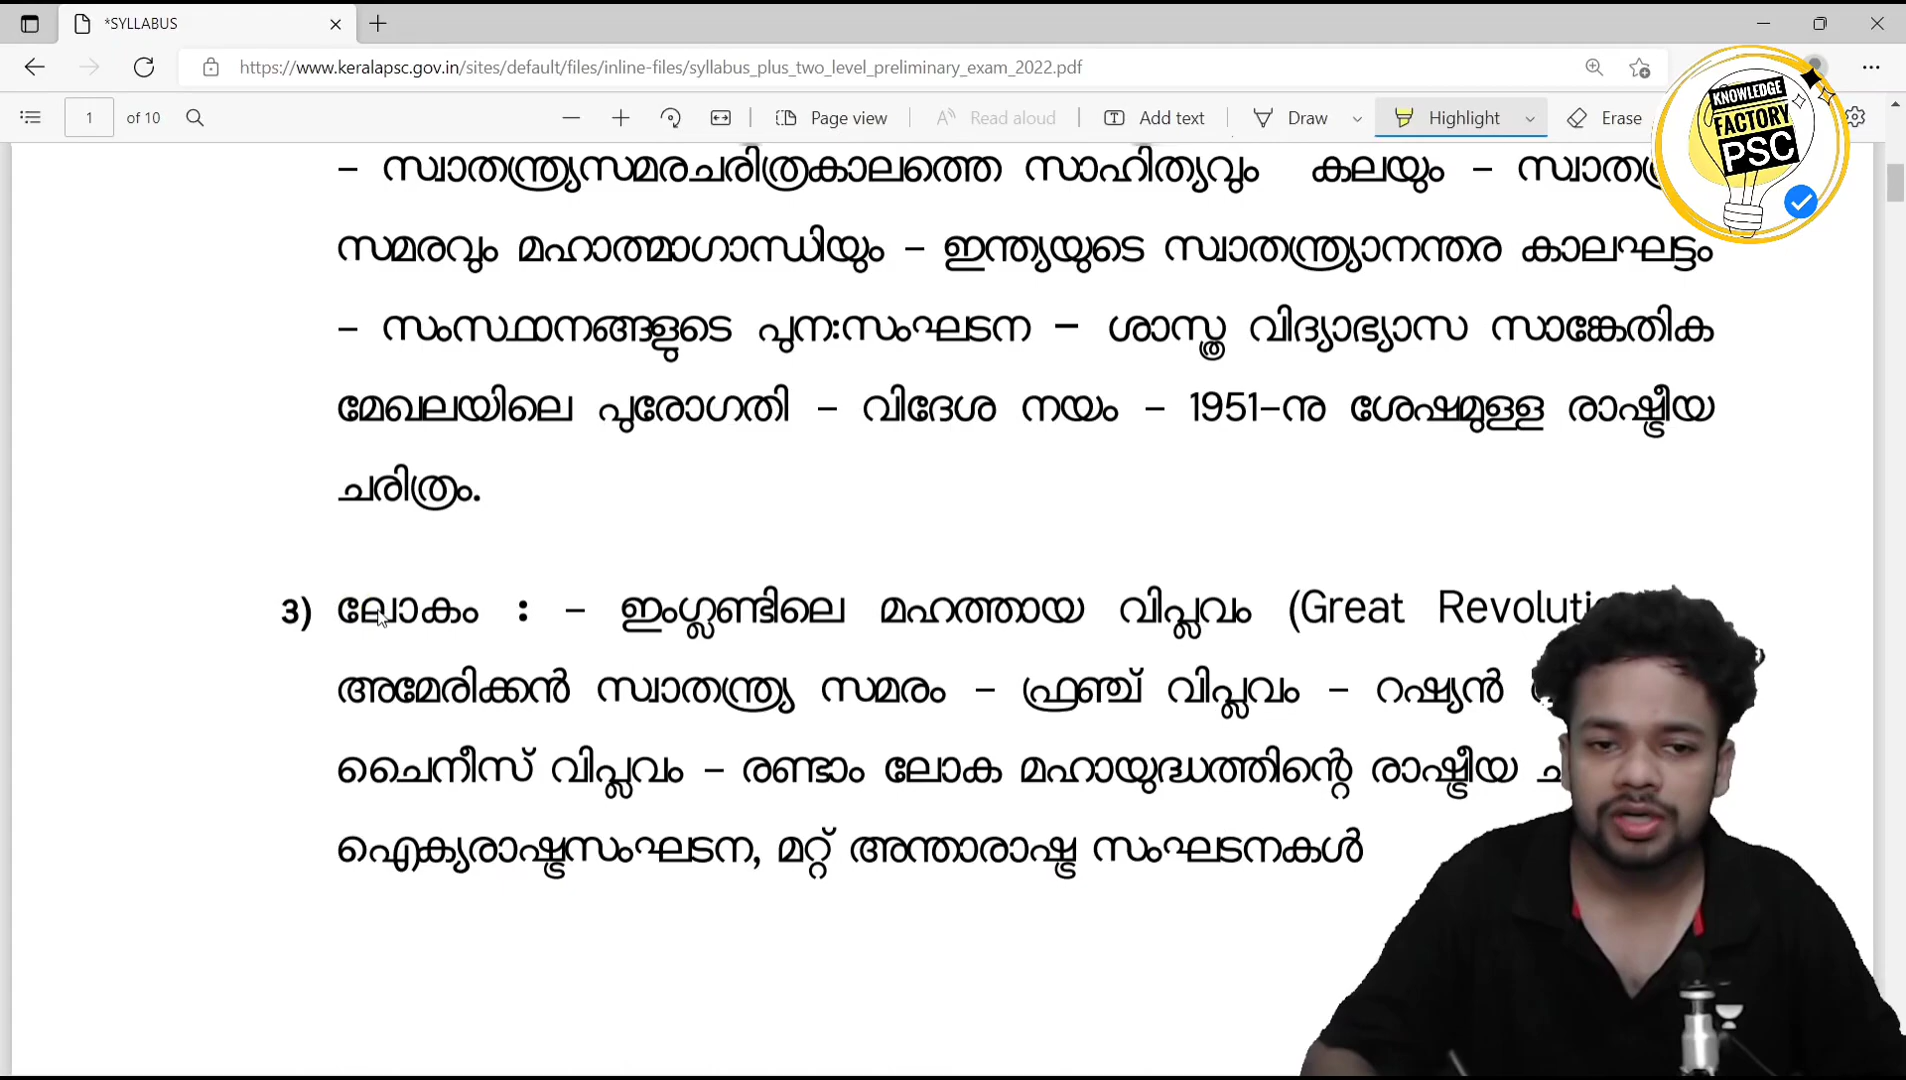 *SYLLABUS
https://www.keralapsc.gov.in/sites/default/files/inline-files/syllabus_plus_two_level_preliminary_exam_2022.pdf
1 of 10 Page view Read aloud Add text Draw Highlight Erase
KNOWLEDGE
FACTORY
PSC
– സ്വാതന്ത്ര്യസമരചരിത്രകാലത്തെ സാഹിത്യവും കലയും –
സമരവും മഹാത്മാഗാന്ധിയും – ഇന്ത്യയുടെ സ്വാതന്ത്ര്യാനന്തര കാലഘട്ടം
– സംസ്ഥാനങ്ങളുടെ പുന:സംഘടന – ശാസ്ത്ര വിദ്യാഭ്യാസ സാങ്കേതിക
മേഖലയിലെ പുരോഗതി – വിദേശ നയം – 1951–നു ശേഷമുള്ള രാഷ്ട്രീയ
ചരിത്രം.
3) ലോകം : – ഇംഗ്ലണ്ടിലെ മഹത്തായ വിപ്ലവം (Great
അമേരിക്കൻ സ്വാതന്ത്ര്യ സമരം – ഫ്രഞ്ച് വിപ്ലവം – റഷ്യൻ
ചൈനീസ് വിപ്ലവം – രണ്ടാം ലോക മഹായുദ്ധത്തിന്റെ രാഷ്ട്രീയ
ഐക്യരാഷ്ട്രസംഘടന, മറ്റ് അന്താരാഷ്ട്ര സംഘടനകൾ